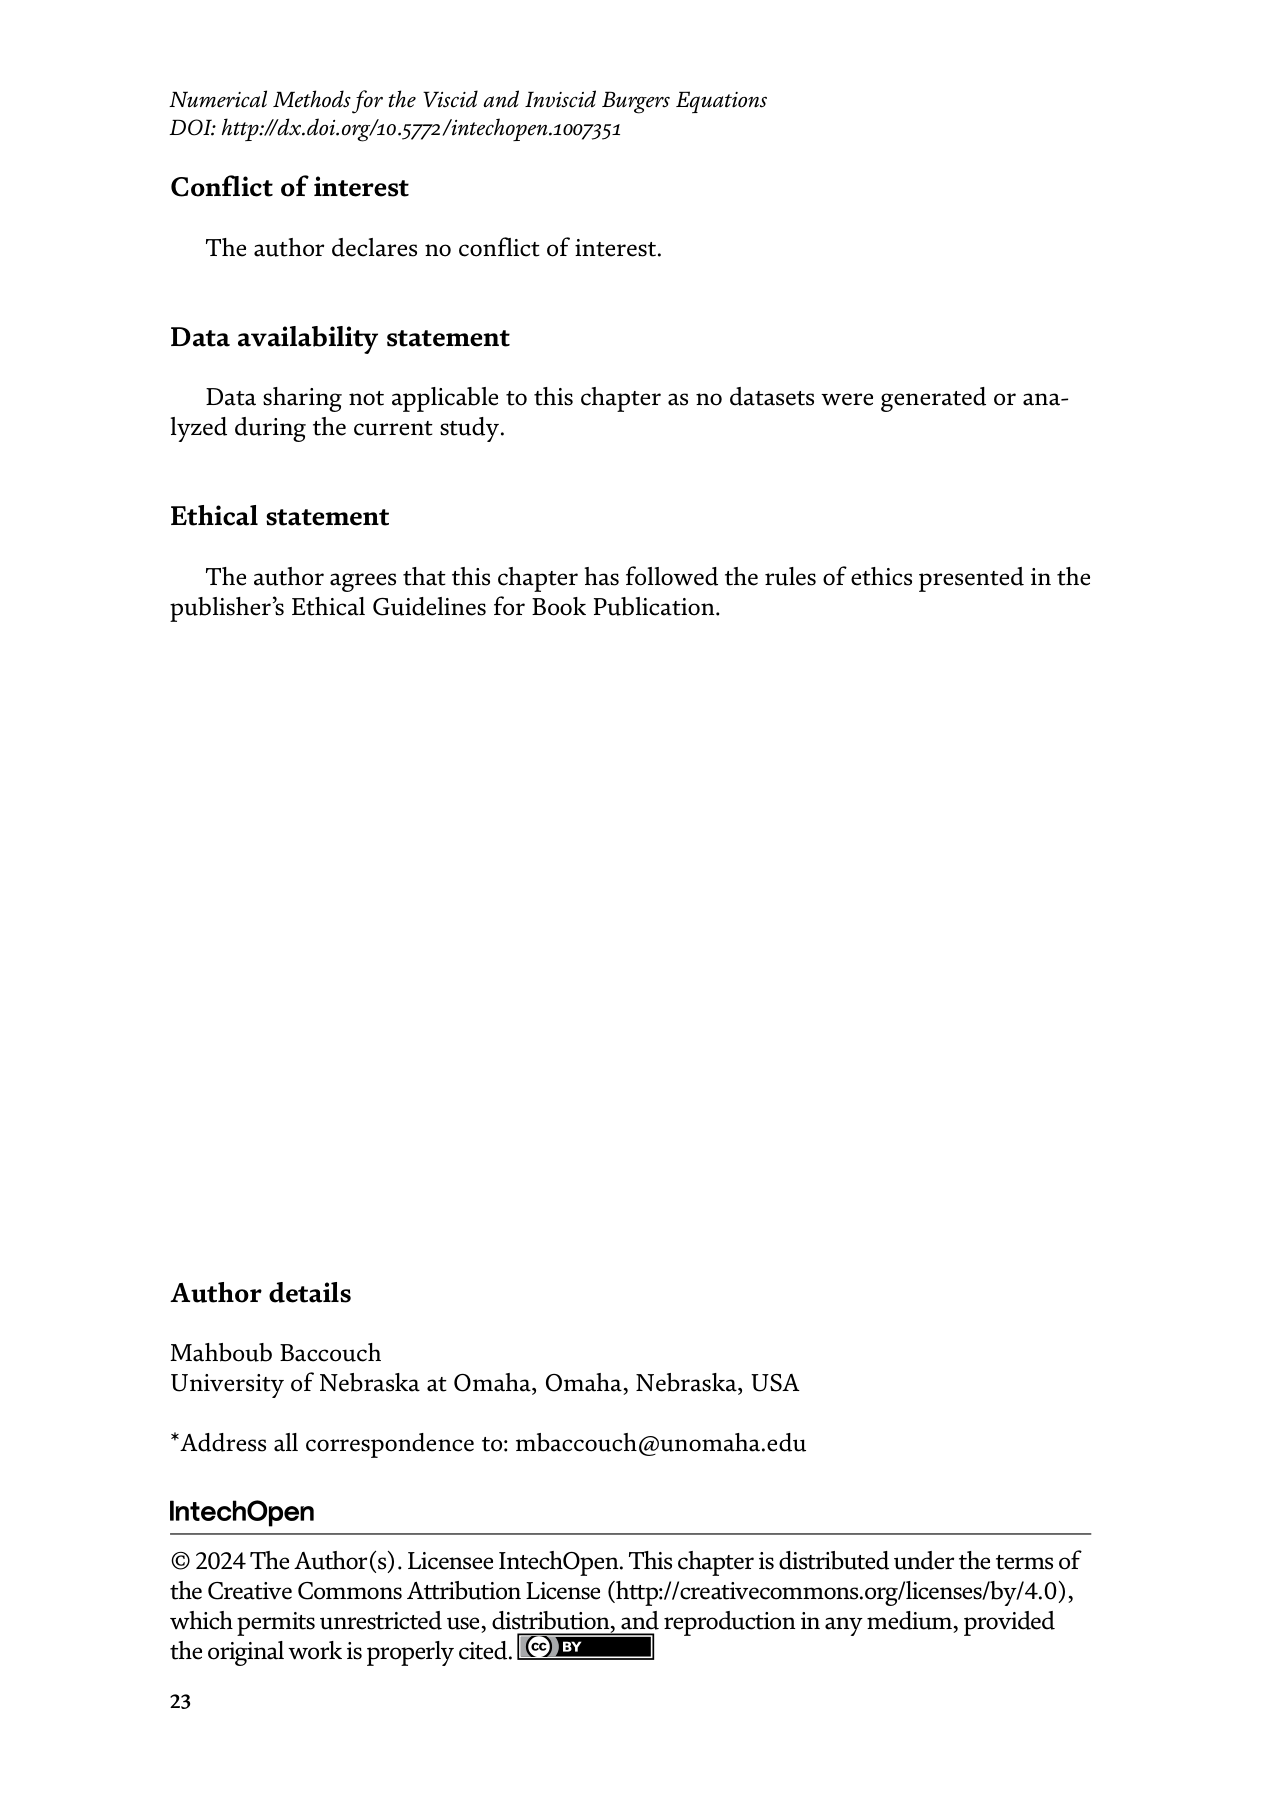 Numerical Methods for the Viscid and Inviscid Burgers Equations
DOI: http://dx.doi.org/10.5772/intechopen.1007351
Conflict of interest
The author declares no conflict of interest.
Data availability statement
Data sharing not applicable to this chapter as no datasets were generated or ana-
lyzed during the current study.
Ethical statement
The author agrees that this chapter has followed the rules of ethics presented in the
publisher’s Ethical Guidelines for Book Publication.
Author details
Mahboub Baccouch
University of Nebraska at Omaha, Omaha, Nebraska, USA
*Address all correspondence to: mbaccouch@unomaha.edu
IntechOpen
© 2024 The Author(s). Licensee IntechOpen. This chapter is distributed under the terms of
the Creative Commons Attribution License (http://creativecommons.org/licenses/by/4.0),
which permits unrestricted use, distribution, and reproduction in any medium, provided
the original work is properly cited. cc BY
23